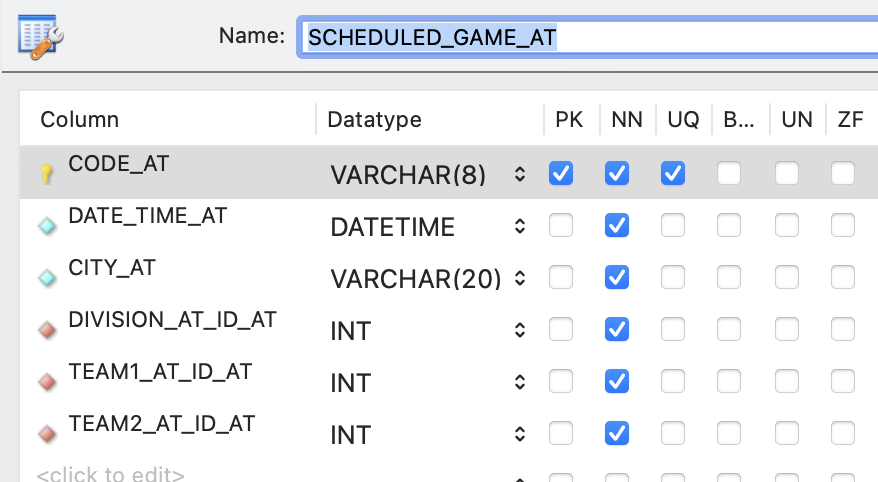 Name: SCHEDULED_GAME_AT
Column Datatype PK NN UQ B... UN ZF
CODE_AT VARCHAR(8)
DATE_TIME_AT DATETIME
CITY_AT VARCHAR(20)
DIVISION_AT_ID_AT INT
TEAM1_AT_ID_AT INT
TEAM2_AT_ID_AT INT
<click to edit>